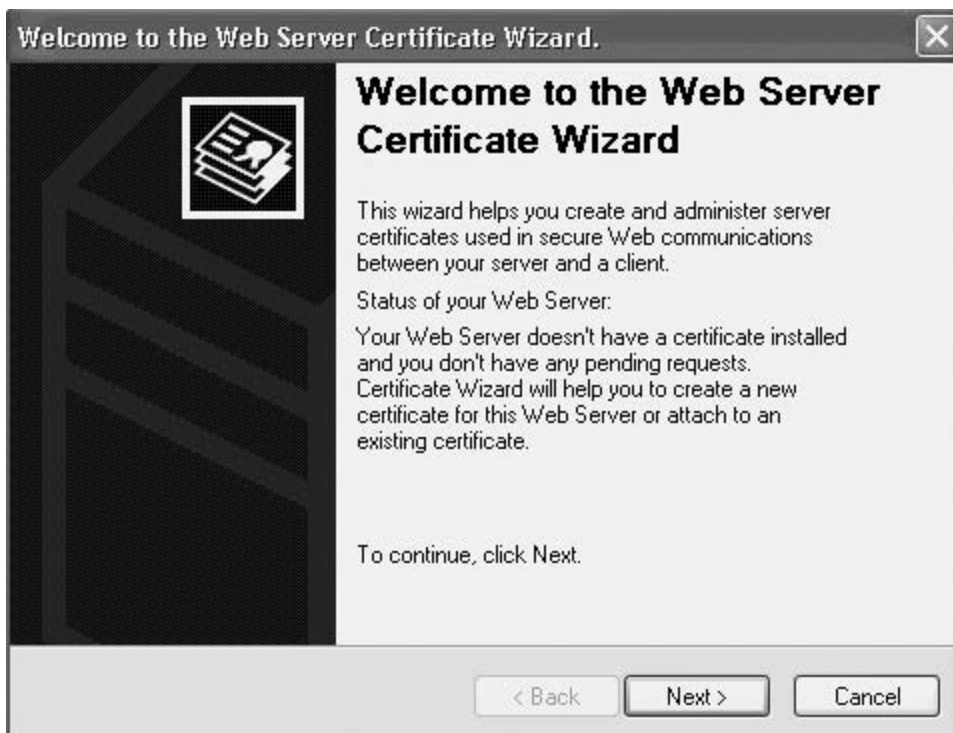 Welcome to the Web Server Certificate Wizard.
Welcome to the Web Server
Certificate Wizard
This wizard helps you create and administer server
certificates used in secure Web communications
between your server and a client.
Status of your Web Server:
Your Web Server doesn't have a certificate installed
and you don't have any pending requests.
Certificate Wizard will help you to create a new
certificate for this Web Server or attach to an
existing certificate.
To continue, click Next.
< Back
Next >
Cancel